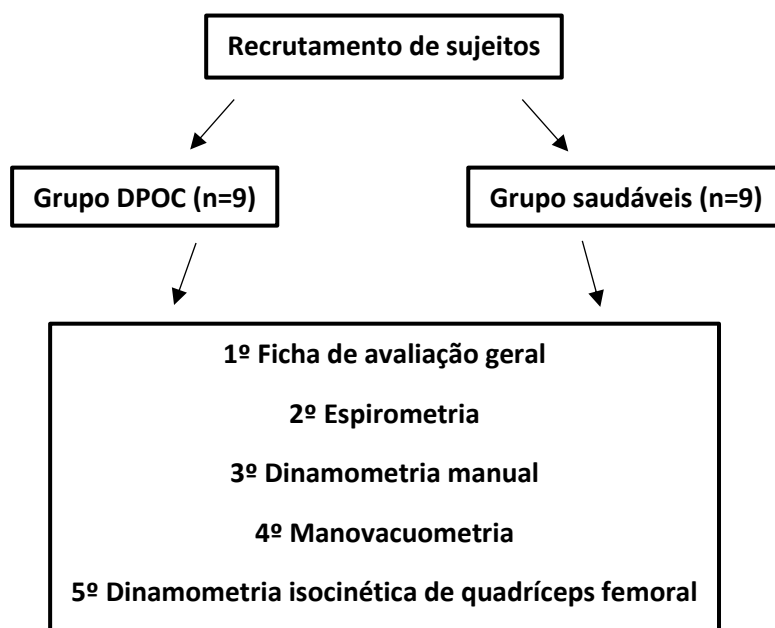 Recrutamento de sujeitos
Grupo DPOC (n=9)
Grupo saudáveis (n=9)
1º Ficha de avaliação geral
2º Espirometria
3º Dinamometria manual
4º Manovacuometria
5º Dinamometria isocinética de quadríceps femoral